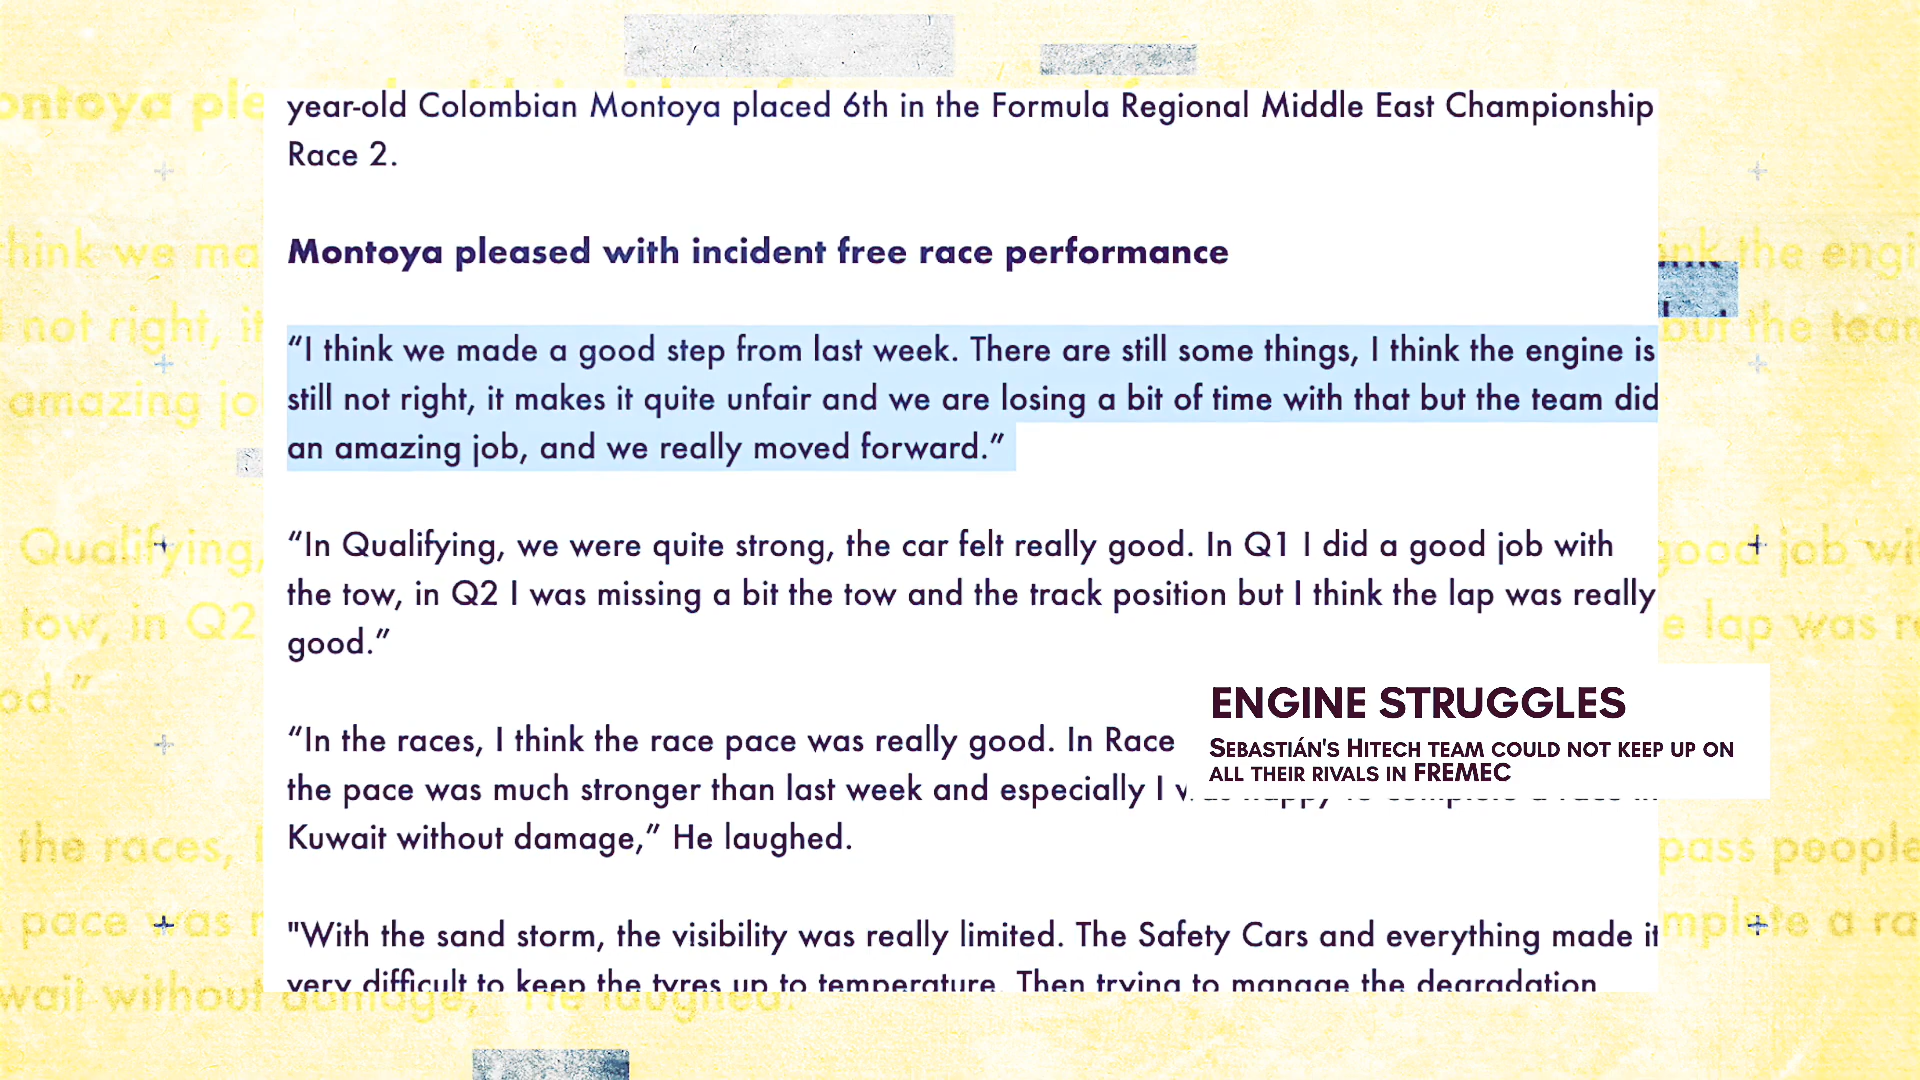 year-old Colombian Montoya placed 6th in the Formula Regional Middle East Championship
Race 2.
Montoya pleased with incident free race performance
“I think we made a good step from last week. There are still some things, I think the engine is
still not right, it makes it quite unfair and we are losing a bit of time with that but the team did
an amazing job, and we really moved forward.”
“In Qualifying, we were quite strong, the car felt really good. In Q1 I did a good job with
the tow, in Q2 I was missing a bit the tow and the track position but I think the lap was really
good.”
“In the races, I think the race pace was really good. In Race
the pace was much stronger than last week and especially I
Kuwait without damage,” He laughed.
"With the sand storm, the visibility was really limited. The Safety Cars and everything made it
very difficult to keep the tyres up to temperature. Then trying to manage the degradation
ENGINE STRUGGLES
SEBASTIÁN'S HITECH TEAM COULD NOT KEEP UP ON
ALL THEIR RIVALS IN FREMEC